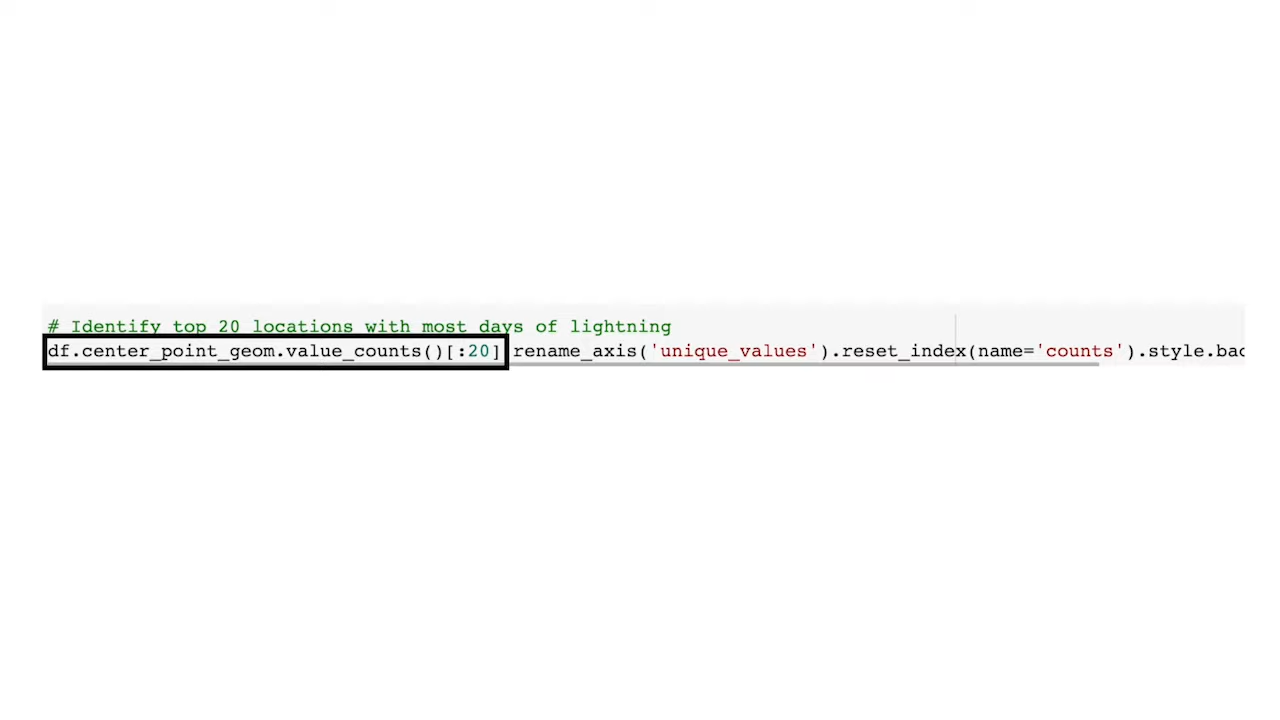 # Identify top 20 locations with most days of lightning
df.center_point_geom.value_counts()[:20] rename_axis('unique_values').reset_index(name='counts').style.bac